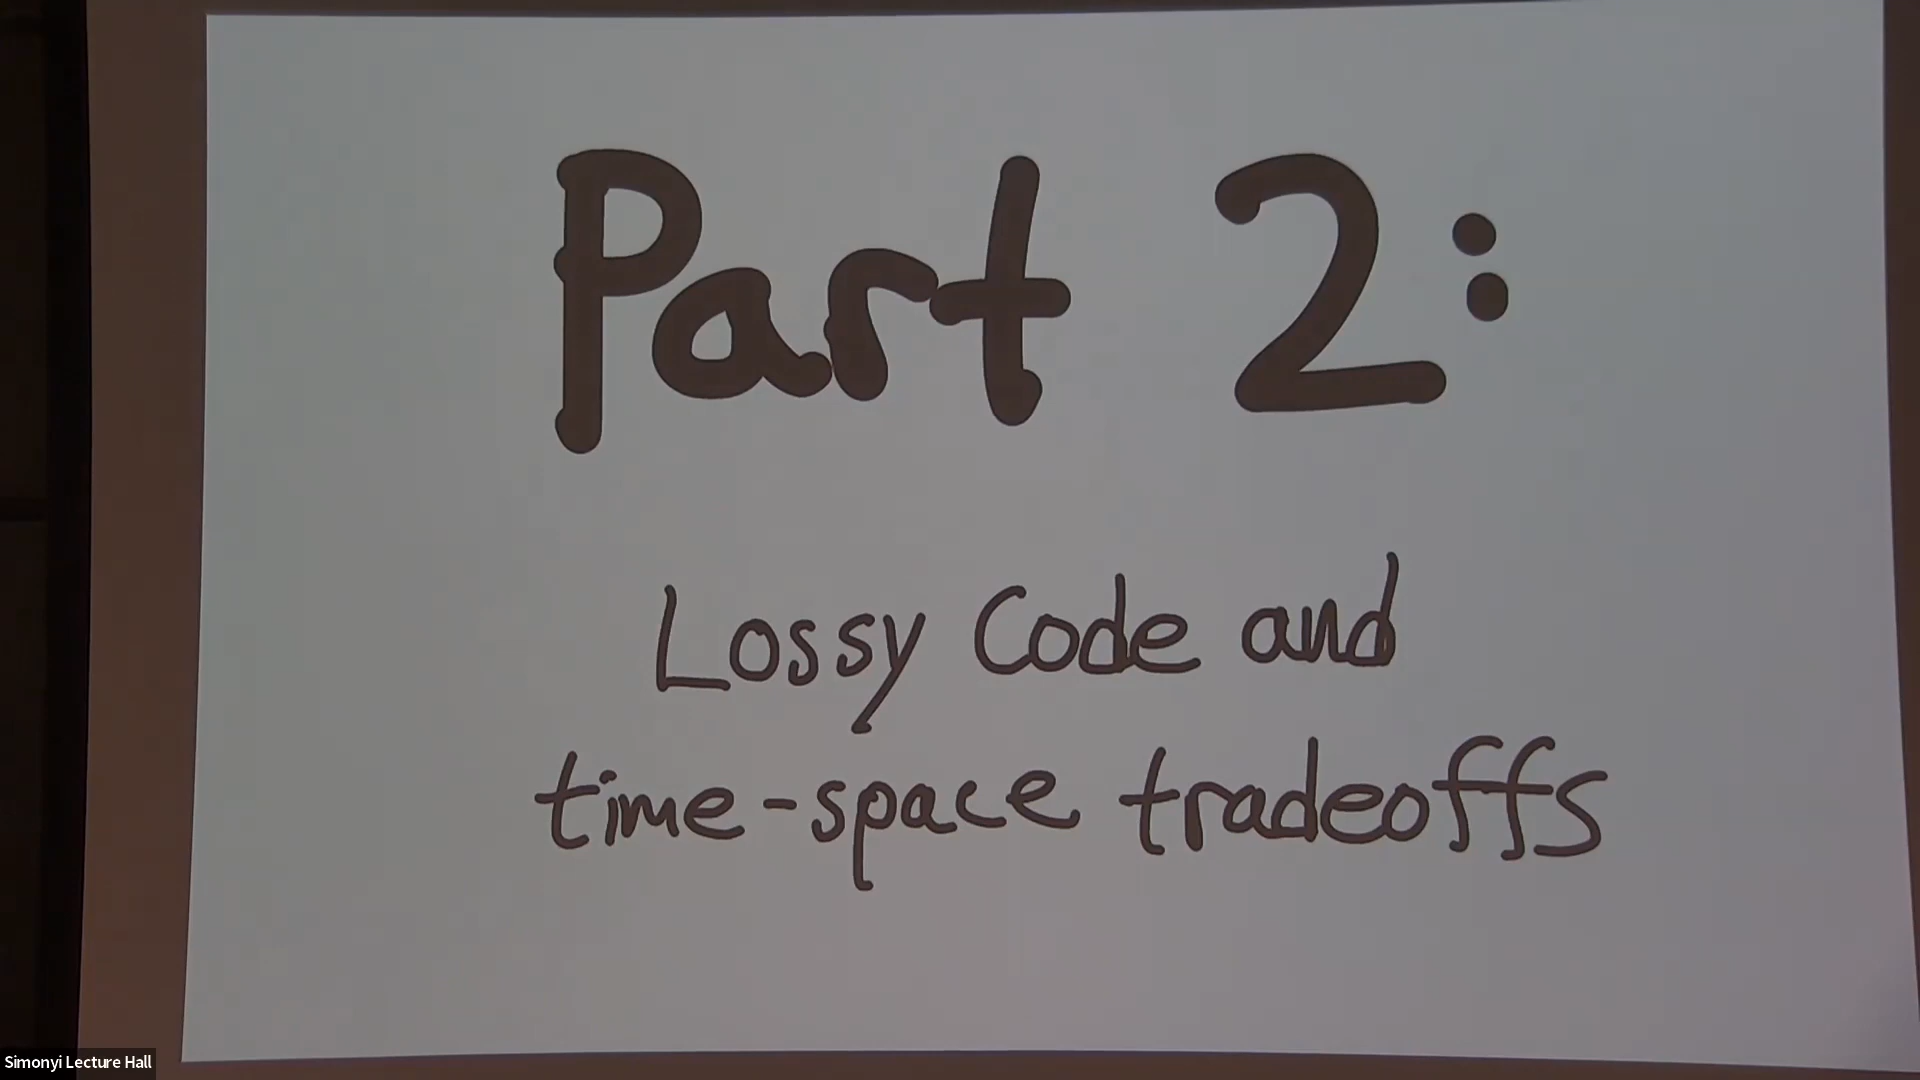 Part 2:
Lossy Code and
time-space tradeoffs
Simonyi Lecture Hall